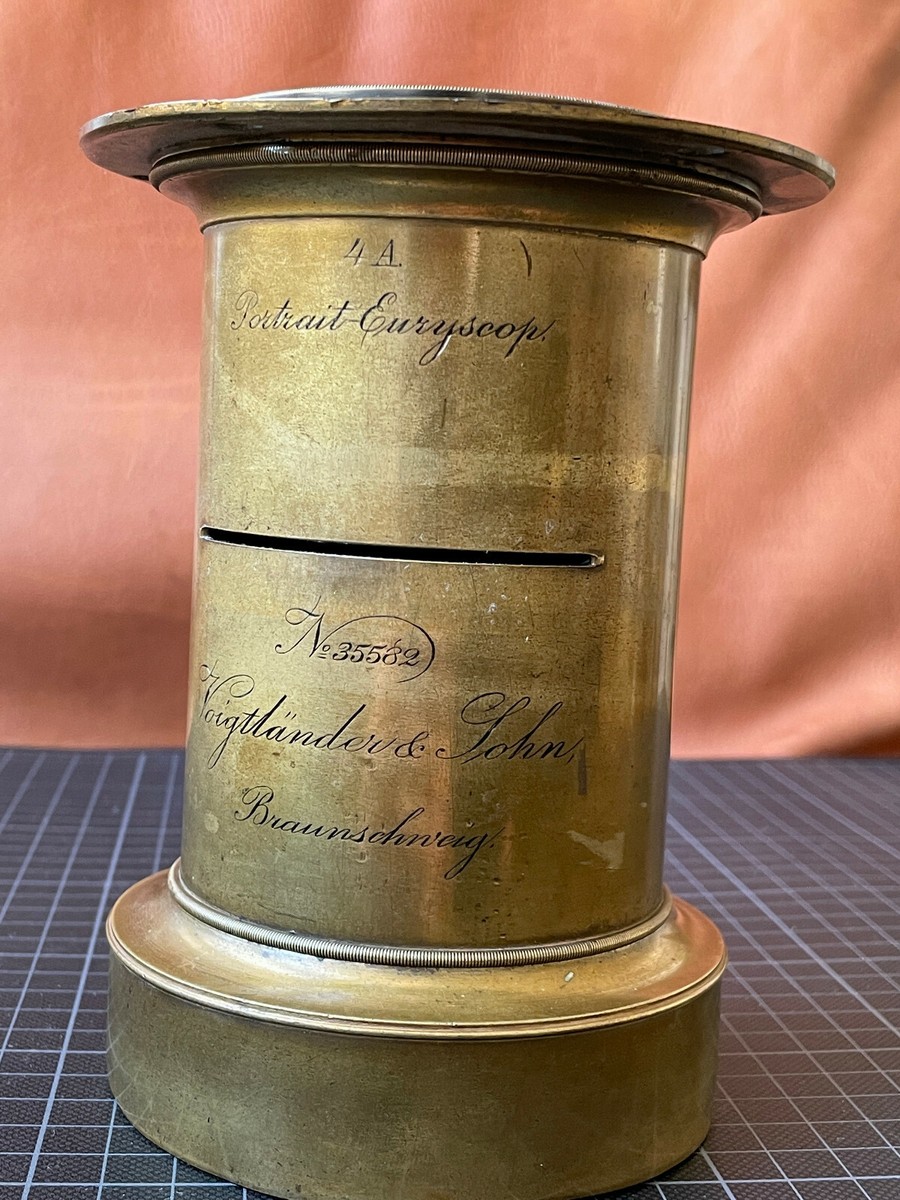 4 A.
Portrait-Euryscop.
No 35582
Voigtländer & Sohn,
Braunschweig.